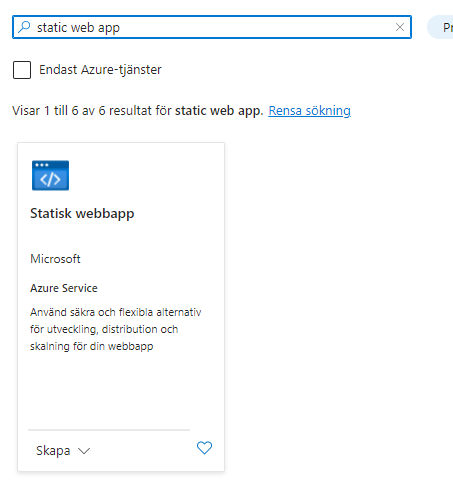 static web app
Pr
Endast Azure-tjänster
Visar 1 till 6 av 6 resultat för static web app. Rensa sökning
Statisk webbapp
Microsoft
Azure Service
Använd säkra och flexibla alternativ
för utveckling, distribution och
skalning för din webbapp
Skapa